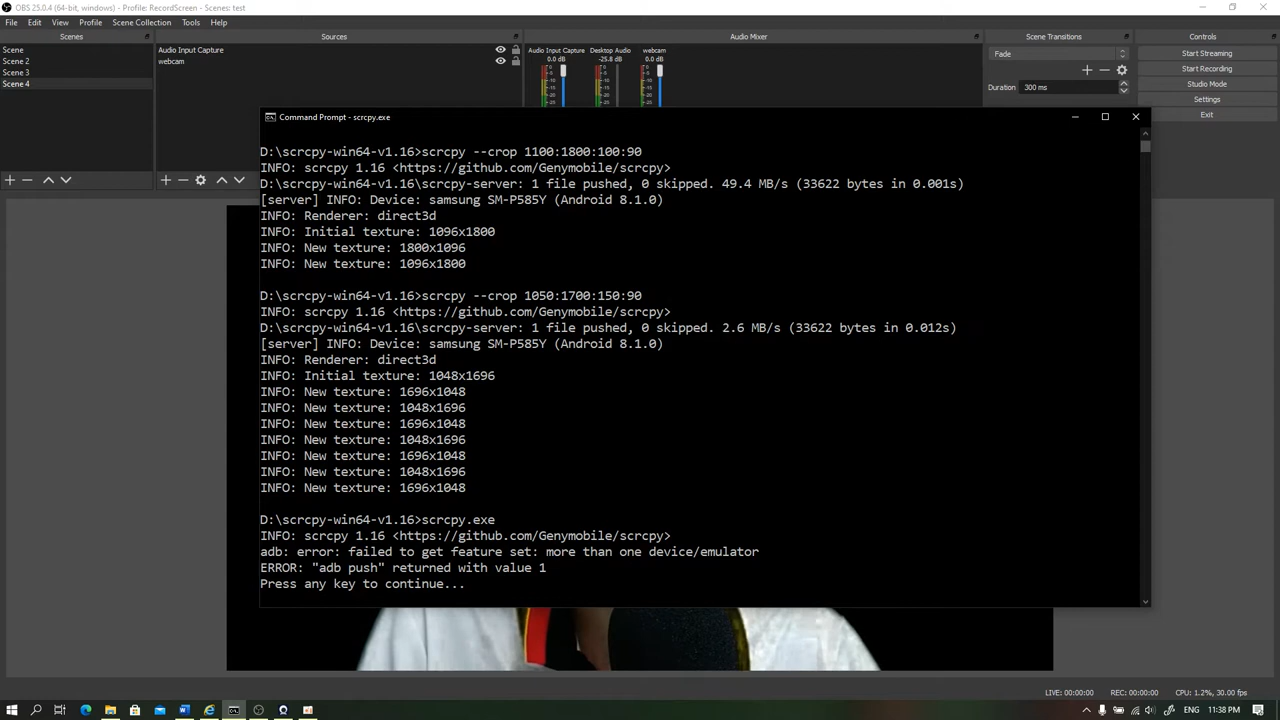 OBS 25.0.4 (64-bit, windows) - Profile: RecordScreen - Scenes: test
File Edit View Profile Scene Collection Tools Help
Scenes
Sources
Audio Mixer
Scene Transitions
Controls
Scene
Scene 2
Scene 3
Scene 4
Audio Input Capture
webcam
Audio Input Capture Desktop Audio webcam
0.0 dB -25.8 dB 0.0 dB
Fade
Duration 300 ms
Start Streaming
Start Recording
Studio Mode
Settings
Exit
Command Prompt - scrcpy.exe
D:\scrcpy-win64-v1.16>scrcpy --crop 1100:1800:100:90
INFO: scrcpy 1.16 <https://github.com/Genymobile/scrcpy>
D:\scrcpy-win64-v1.16\scrcpy-server: 1 file pushed, 0 skipped. 49.4 MB/s (33622 bytes in 0.001s)
[server] INFO: Device: samsung SM-P585Y (Android 8.1.0)
INFO: Renderer: direct3d
INFO: Initial texture: 1096x1800
INFO: New texture: 1800x1096
INFO: New texture: 1096x1800
D:\scrcpy-win64-v1.16>scrcpy --crop 1050:1700:150:90
INFO: scrcpy 1.16 <https://github.com/Genymobile/scrcpy>
D:\scrcpy-win64-v1.16\scrcpy-server: 1 file pushed, 0 skipped. 2.6 MB/s (33622 bytes in 0.012s)
[server] INFO: Device: samsung SM-P585Y (Android 8.1.0)
INFO: Renderer: direct3d
INFO: Initial texture: 1048x1696
INFO: New texture: 1696x1048
INFO: New texture: 1048x1696
INFO: New texture: 1696x1048
INFO: New texture: 1048x1696
INFO: New texture: 1696x1048
INFO: New texture: 1048x1696
INFO: New texture: 1696x1048
D:\scrcpy-win64-v1.16>scrcpy.exe
INFO: scrcpy 1.16 <https://github.com/Genymobile/scrcpy>
adb: error: failed to get feature set: more than one device/emulator
ERROR: "adb push" returned with value 1
Press any key to continue...
LIVE: 00:00:00 REC: 00:00:00 CPU: 1.2%, 30.00 fps
ENG 11:38 PM